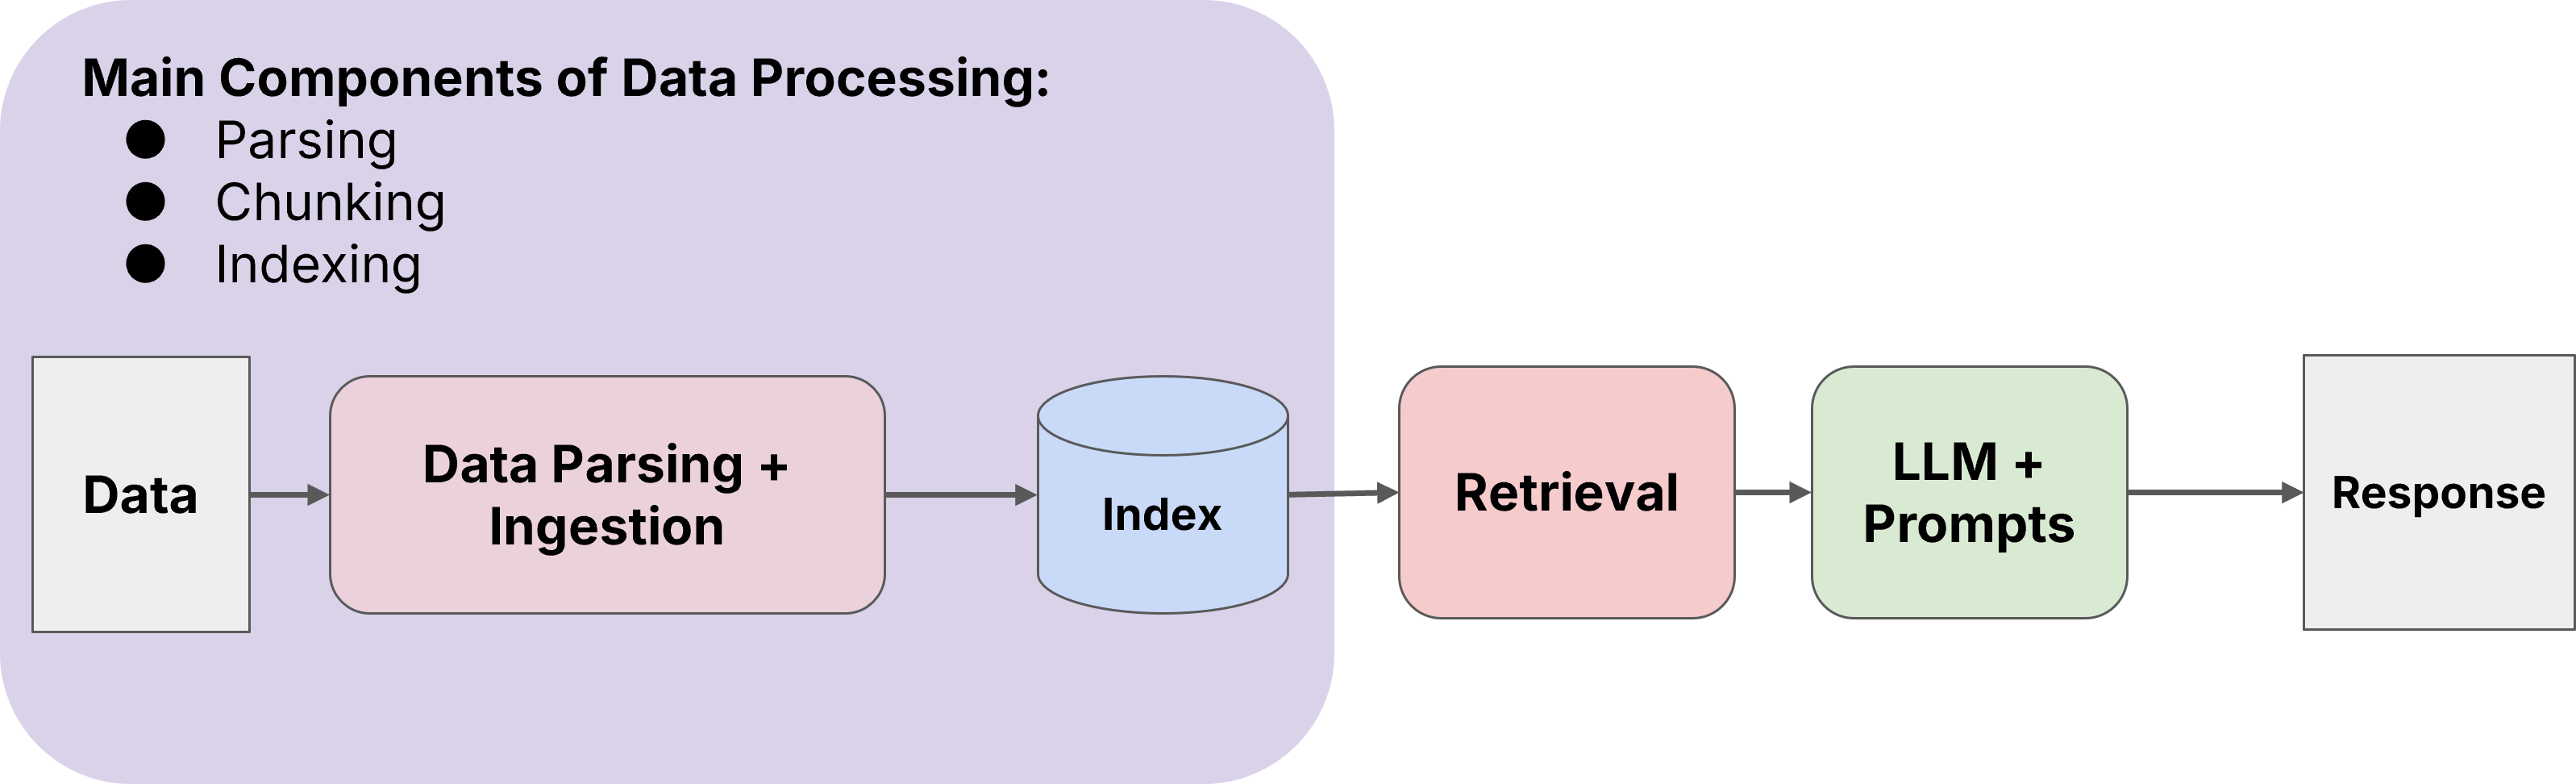 Main Components of Data Processing:
● Parsing
● Chunking
● Indexing
Data
Data Parsing +
Ingestion
Index
Retrieval
LLM +
Prompts
Response